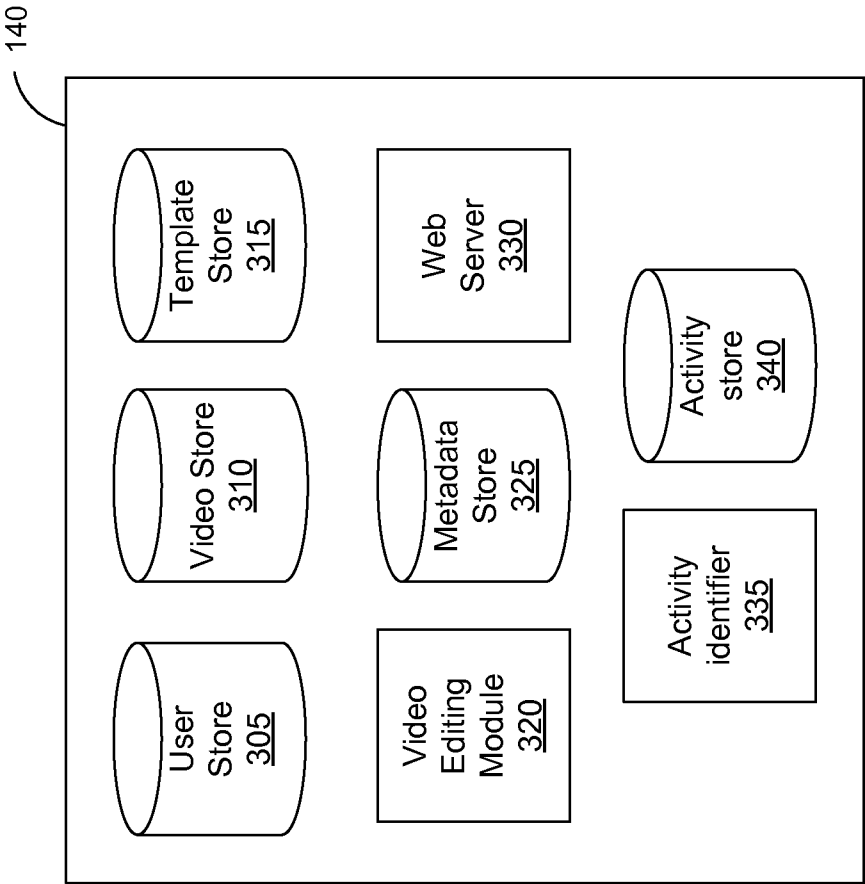 140
User
Store
305
Video Store
310
Template
Store
315
Video
Editing
Module
320
Metadata
Store
325
Web
Server
330
Activity
identifier
335
Activity
store
340